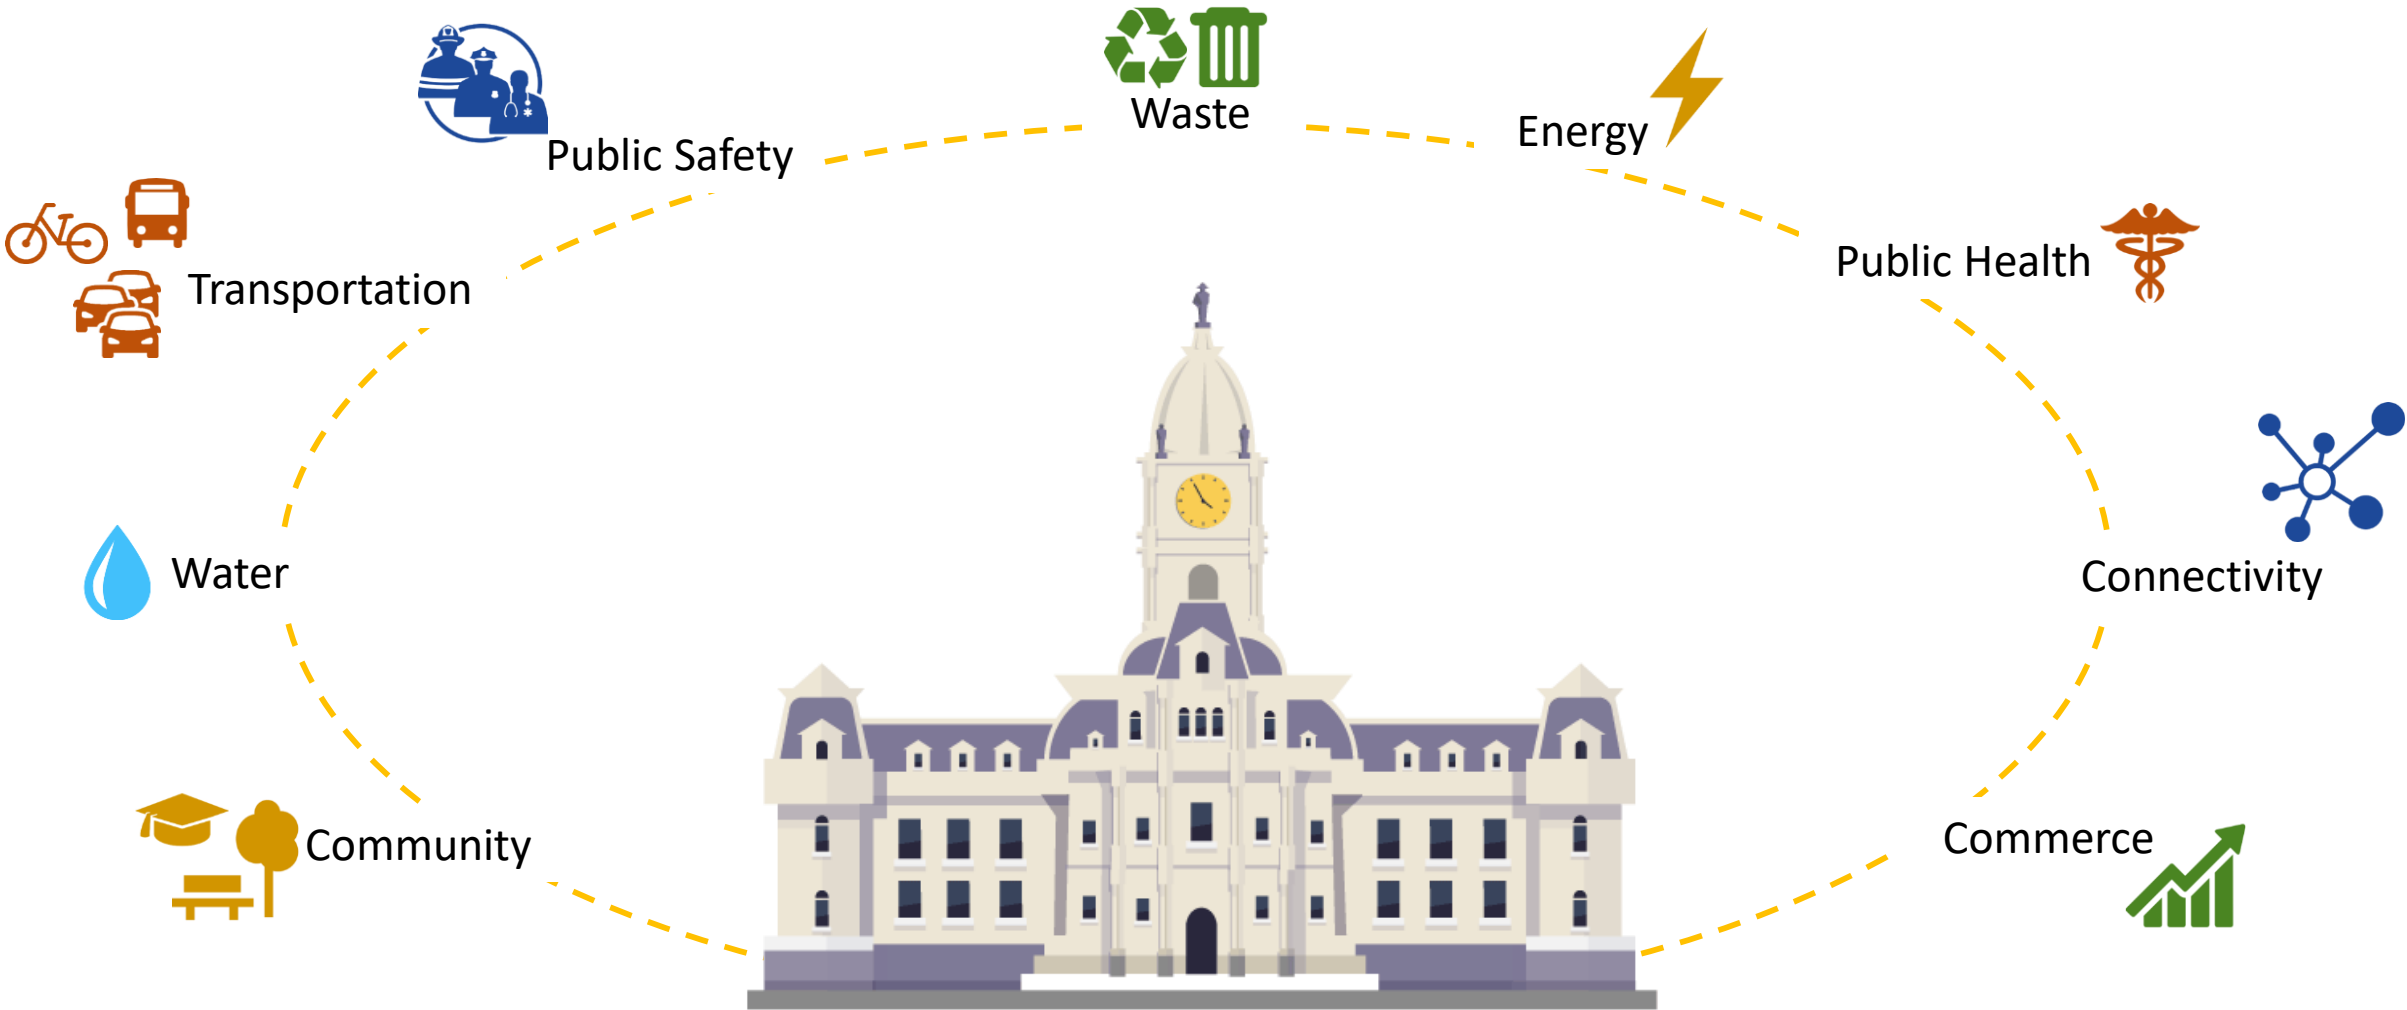 Waste
Energy
Public Safety
Public Health
Transportation
Water
Connectivity
Commerce
Community